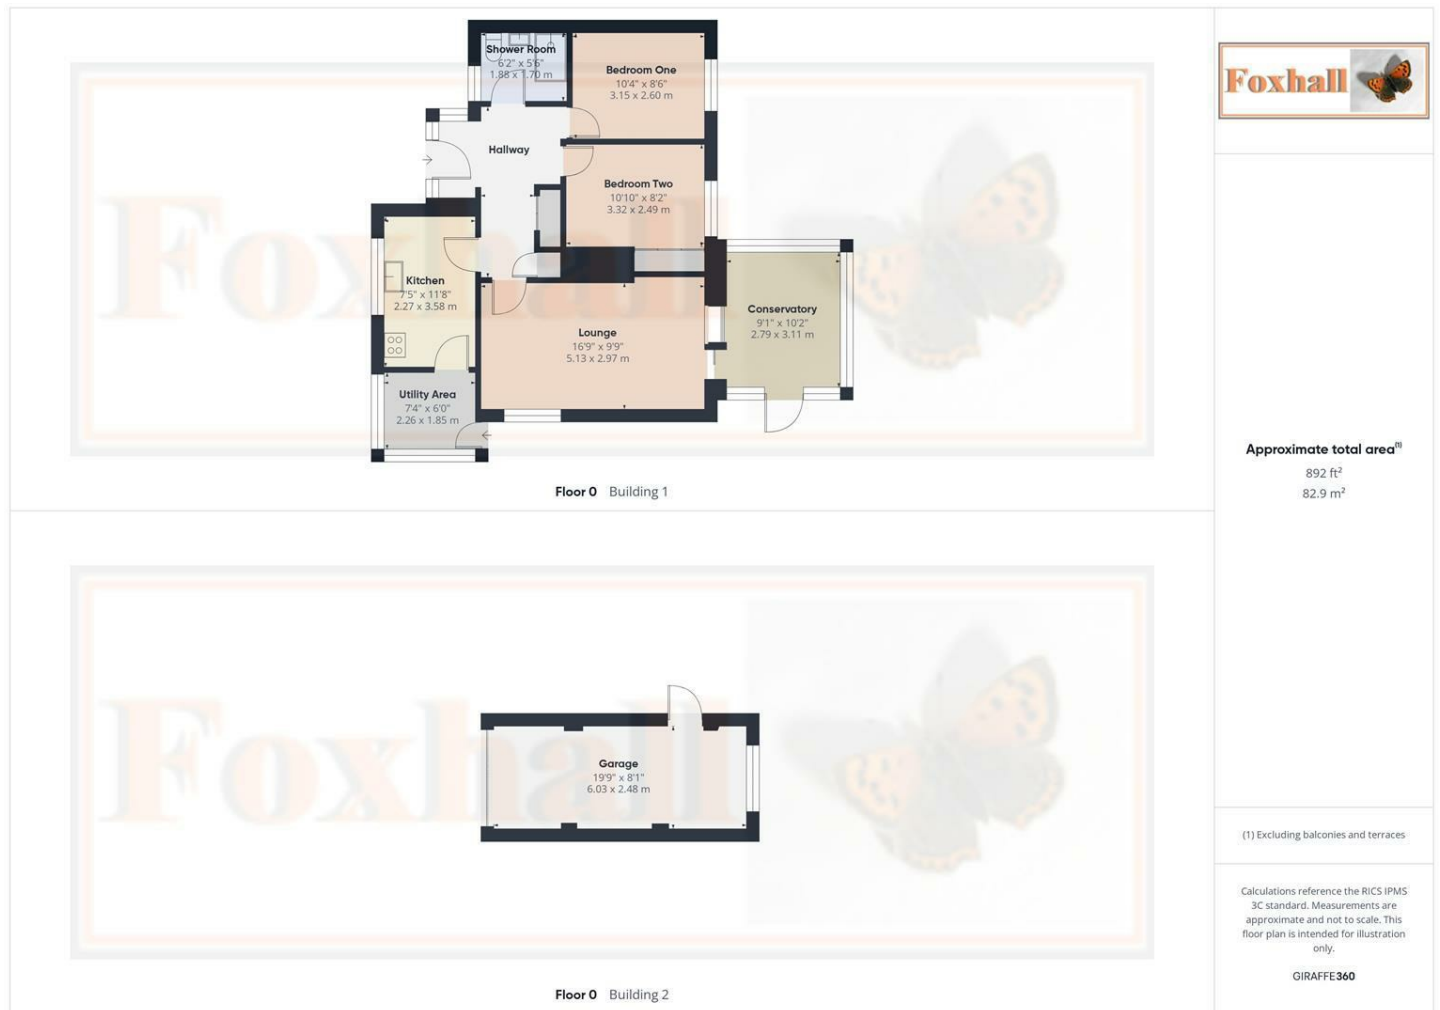 Shower Room
6'2" x 5'6"
1.88 x 1.70 m
Bedroom One
10'4" x 8'6"
3.15 x 2.60 m
Hallway
Bedroom Two
10'10" x 8'2"
3.32 x 2.49 m
Kitchen
7'5" x 11'8"
2.27 x 3.58 m
Lounge
16'9" x 9'9"
5.13 x 2.97 m
Conservatory
9'1" x 10'2"
2.79 x 3.11 m
Utility Area
7'4" x 6'0"
2.26 x 1.85 m
Foxhall
Floor 0 Building 1
Garage
19'9" x 8'1"
6.03 x 2.48 m
Foxhall
Floor 0 Building 2
Foxhall
Approximate total area(1)
892 ft²
82.9 m²
(1) Excluding balconies and terraces
Calculations reference the RICS IPMS
3C standard. Measurements are
approximate and not to scale. This
floor plan is intended for illustration
only.
GIRAFFE360